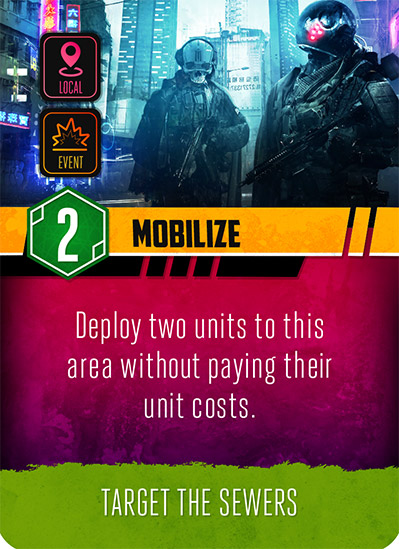 LOCAL
EVENT
2 MOBILIZE
Deploy two units to this
area without paying their
unit costs.
TARGET THE SEWERS